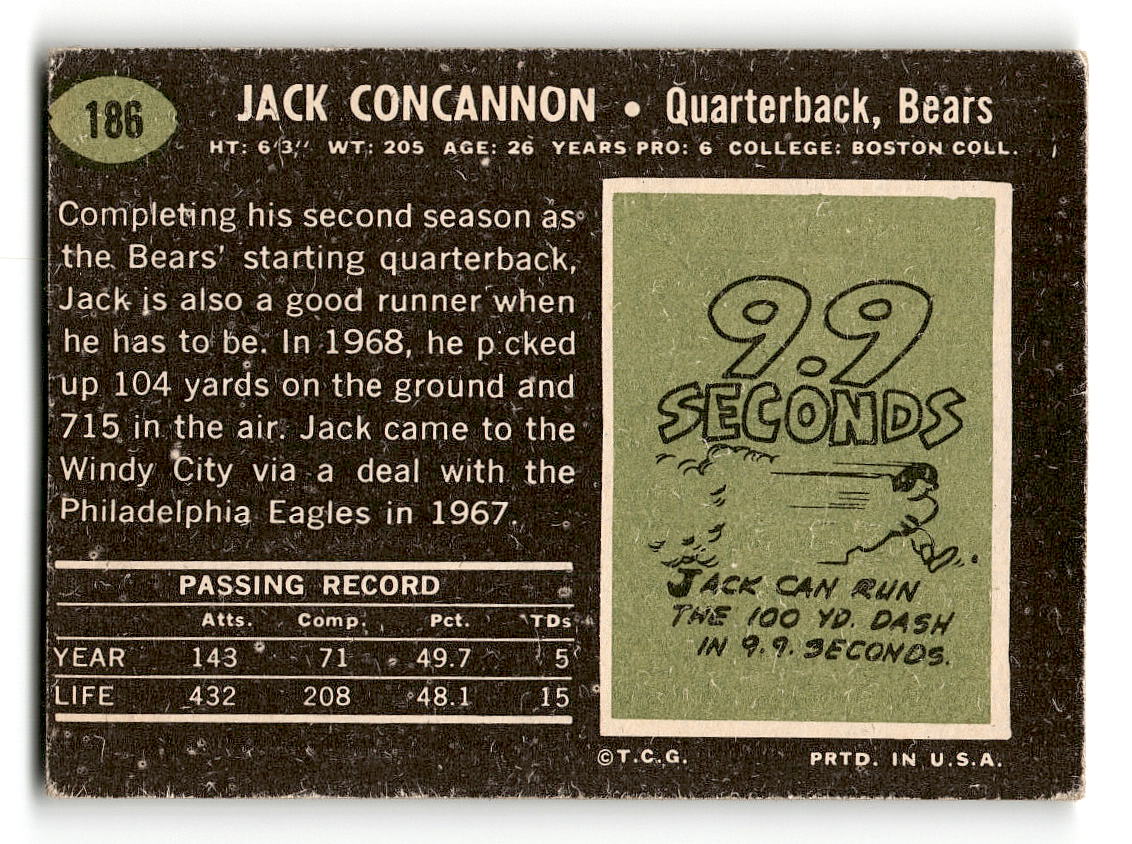 186
JACK CONCANNON • Quarterback, Bears
HT: 6'3" WT: 205 AGE: 26 YEARS PRO: 6 COLLEGE: BOSTON COLL.
Completing his second season as
the Bears' starting quarterback,
Jack is also a good runner when
he has to be. In 1968, he p cked
up 104 yards on the ground and
715 in the air. Jack came to the
Windy City via a deal with the
Philadelphia Eagles in 1967.
PASSING RECORD
Atts. Comp. Pct. TDs
YEAR 143 71 49.7 5
LIFE 432 208 48.1 15
9.9
SECONDS
JACK CAN RUN
THE 100 YD. DASH
IN 9.9. SECONDS.
©T.C.G. PRTD. IN U.S.A.